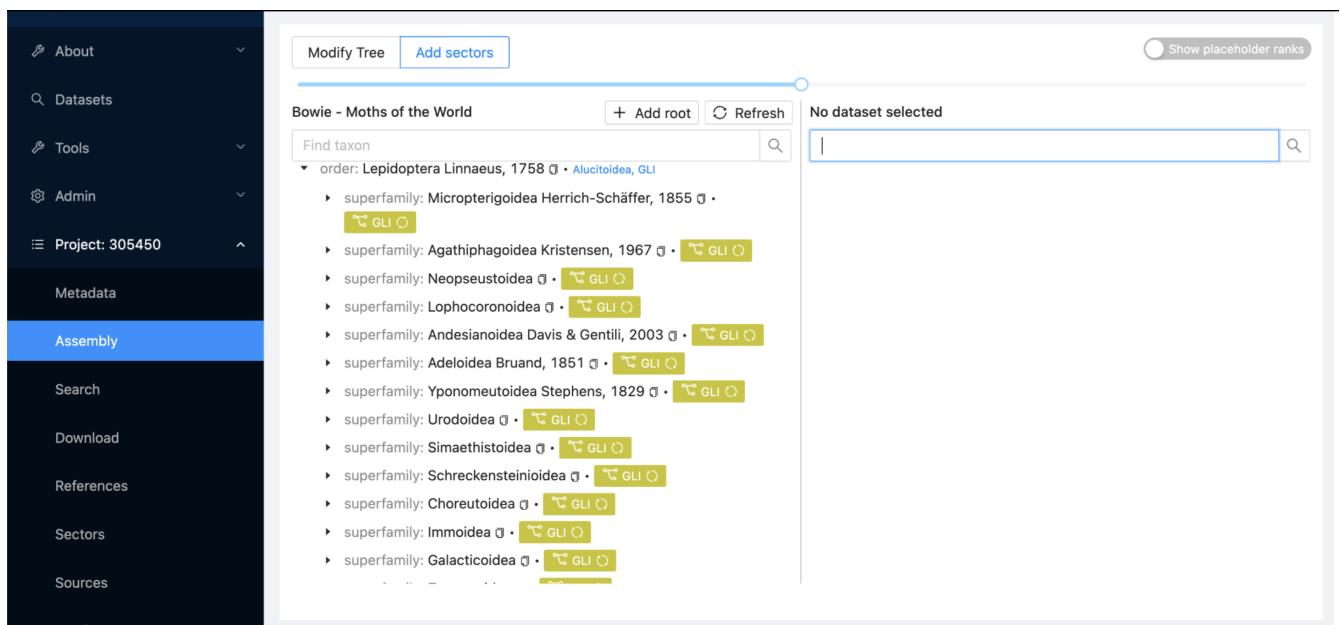 About
Datasets
Tools
Admin
Project: 305450
Metadata
Assembly
Search
Download
References
Sectors
Sources
Modify Tree
Add sectors
Show placeholder ranks
Bowie - Moths of the World
Add root
Refresh
Find taxon
order: Lepidoptera Linnaeus, 1758 • Alucitoidea, GLI
superfamily: Micropterigoidea Herrich-Schäffer, 1855 •
GLI
superfamily: Agathiphagoidea Kristensen, 1967 • GLI
superfamily: Neopseustoidea • GLI
superfamily: Lophocoronoidea • GLI
superfamily: Andesianoidea Davis & Gentili, 2003 • GLI
superfamily: Adeloidea Bruand, 1851 • GLI
superfamily: Yponomeutoidea Stephens, 1829 • GLI
superfamily: Urodoidea • GLI
superfamily: Simaethistoidea • GLI
superfamily: Schreckensteinioidea • GLI
superfamily: Choreutoidea • GLI
superfamily: Immoidea • GLI
superfamily: Galacticoidea • GLI
No dataset selected